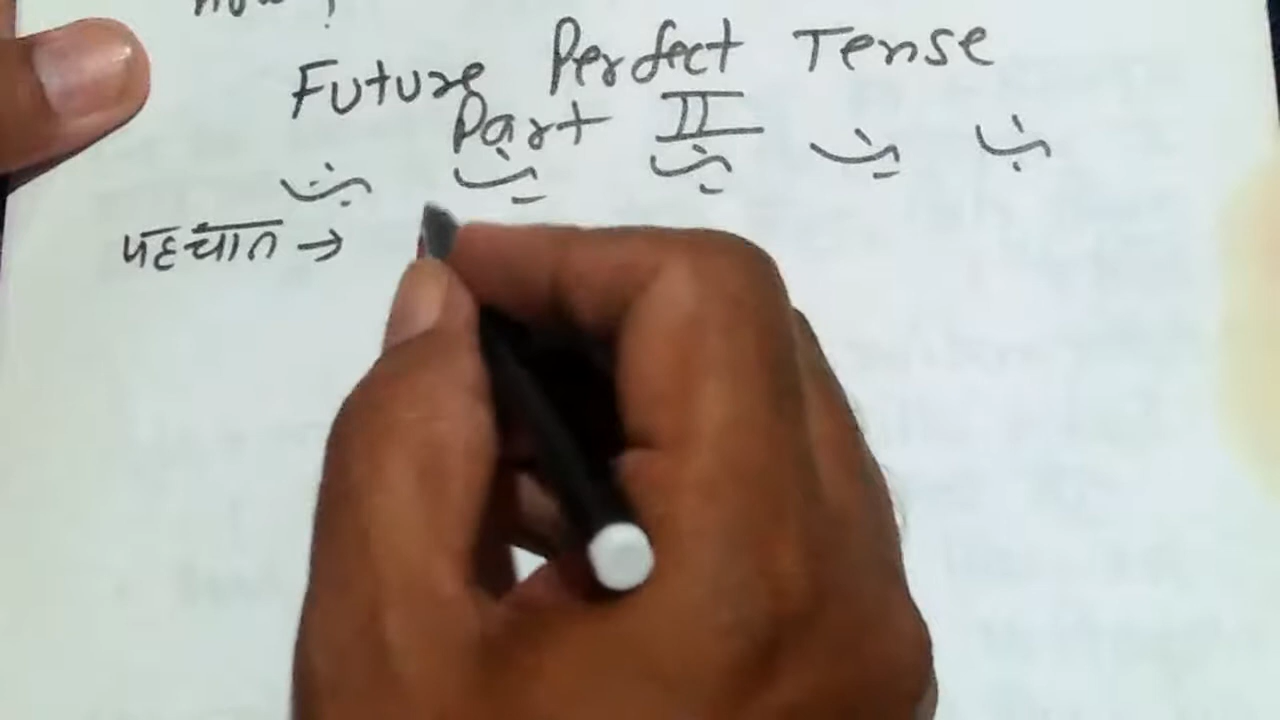 Future Perfect Tense
Part II
पहचान →